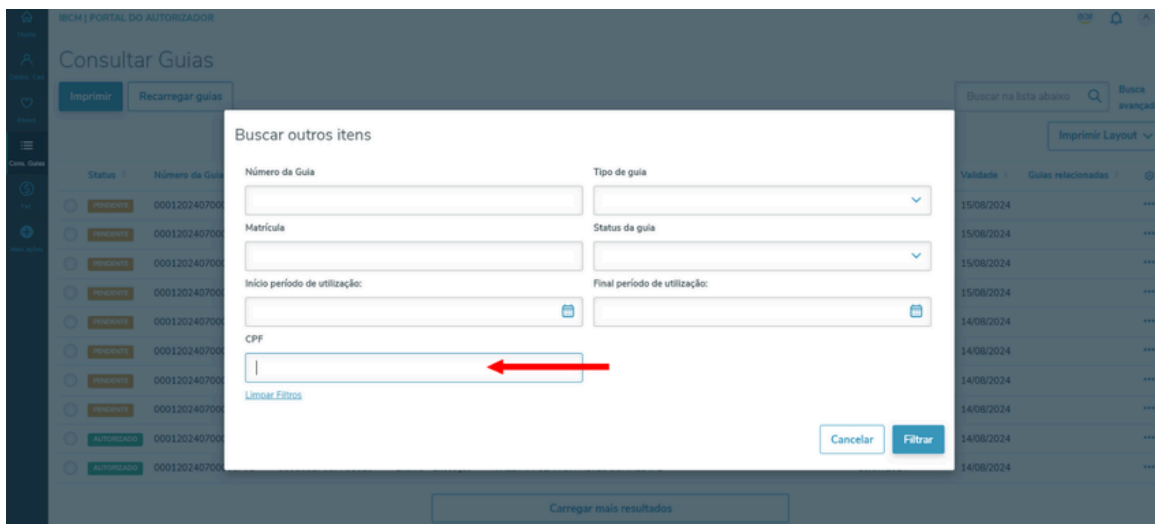 IBCM | PORTAL DO AUTORIZADOR
Home
Consultar Guias
Imprimir
Recarregar guias
Buscar na lista abaixo
Busca
Imprimir Layout
Cons. Guias
Status
Número da Guia
Validade
Guias relacionadas
PENDENTE
0001202407000
15/08/2024
PENDENTE
0001202407000
15/08/2024
PENDENTE
0001202407000
15/08/2024
PENDENTE
0001202407000
15/08/2024
PENDENTE
0001202407000
14/08/2024
PENDENTE
0001202407000
14/08/2024
PENDENTE
0001202407000
14/08/2024
PENDENTE
0001202407000
14/08/2024
AUTORIZADO
0001202407000
14/08/2024
AUTORIZADO
14/08/2024
Buscar outros itens
Número da Guia
Tipo de guia
Matrícula
Status da guia
Início período de utilização:
Final período de utilização:
CPF
Limpar Filtros
Cancelar
Filtrar
Carregar mais resultados